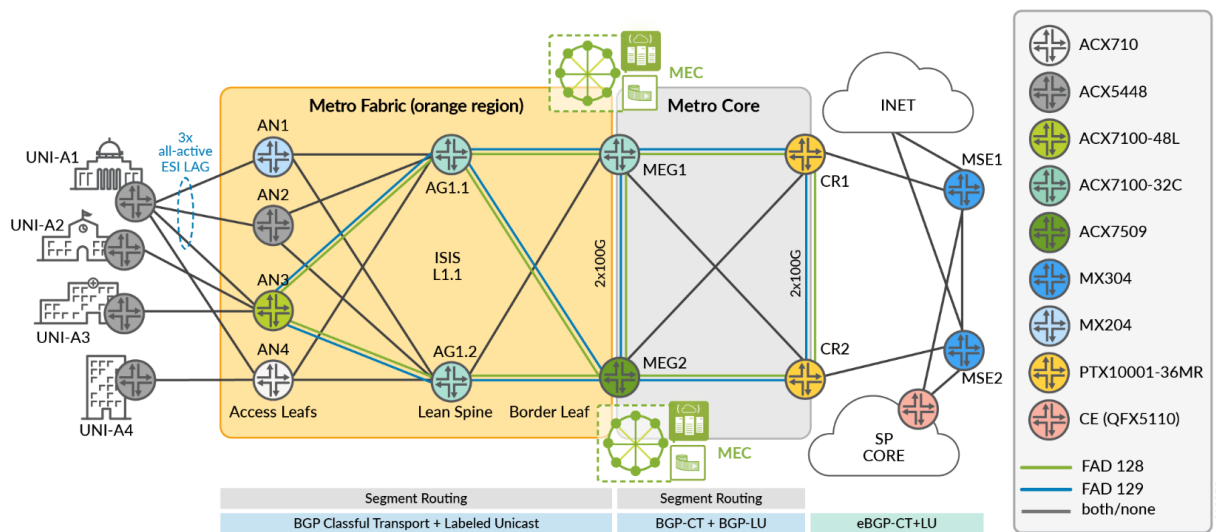 MEC
Metro Fabric (orange region)
Metro Core
INET
UNI-A1
3x
all-active
ESI LAG
AN1
AG1.1
MEG1
CR1
MSE1
UNI-A2
AN2
ISIS
L1.1
2x100G
2x100G
AN3
UNI-A3
AN4
AG1.2
MEG2
CR2
MSE2
Access Leafs
Lean Spine
Border Leaf
UNI-A4
MEC
SP
CORE
Segment Routing
Segment Routing
BGP Classful Transport + Labeled Unicast
BGP-CT + BGP-LU
eBGP-CT+LU
ACX710
ACX5448
ACX7100-48L
ACX7100-32C
ACX7509
MX304
MX204
PTX10001-36MR
CE (QFX5110)
FAD 128
FAD 129
both/none